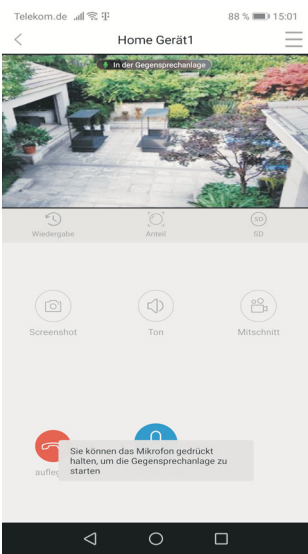 Telekom.de 88 % 15:01
Home Gerät1
In der Gegensprechanlage
Wiedergabe Anteil SD
SD
Screenshot Ton Mitschnitt
Sie können das Mikrofon gedrückt
halten, um die Gegensprechanlage zu
starten